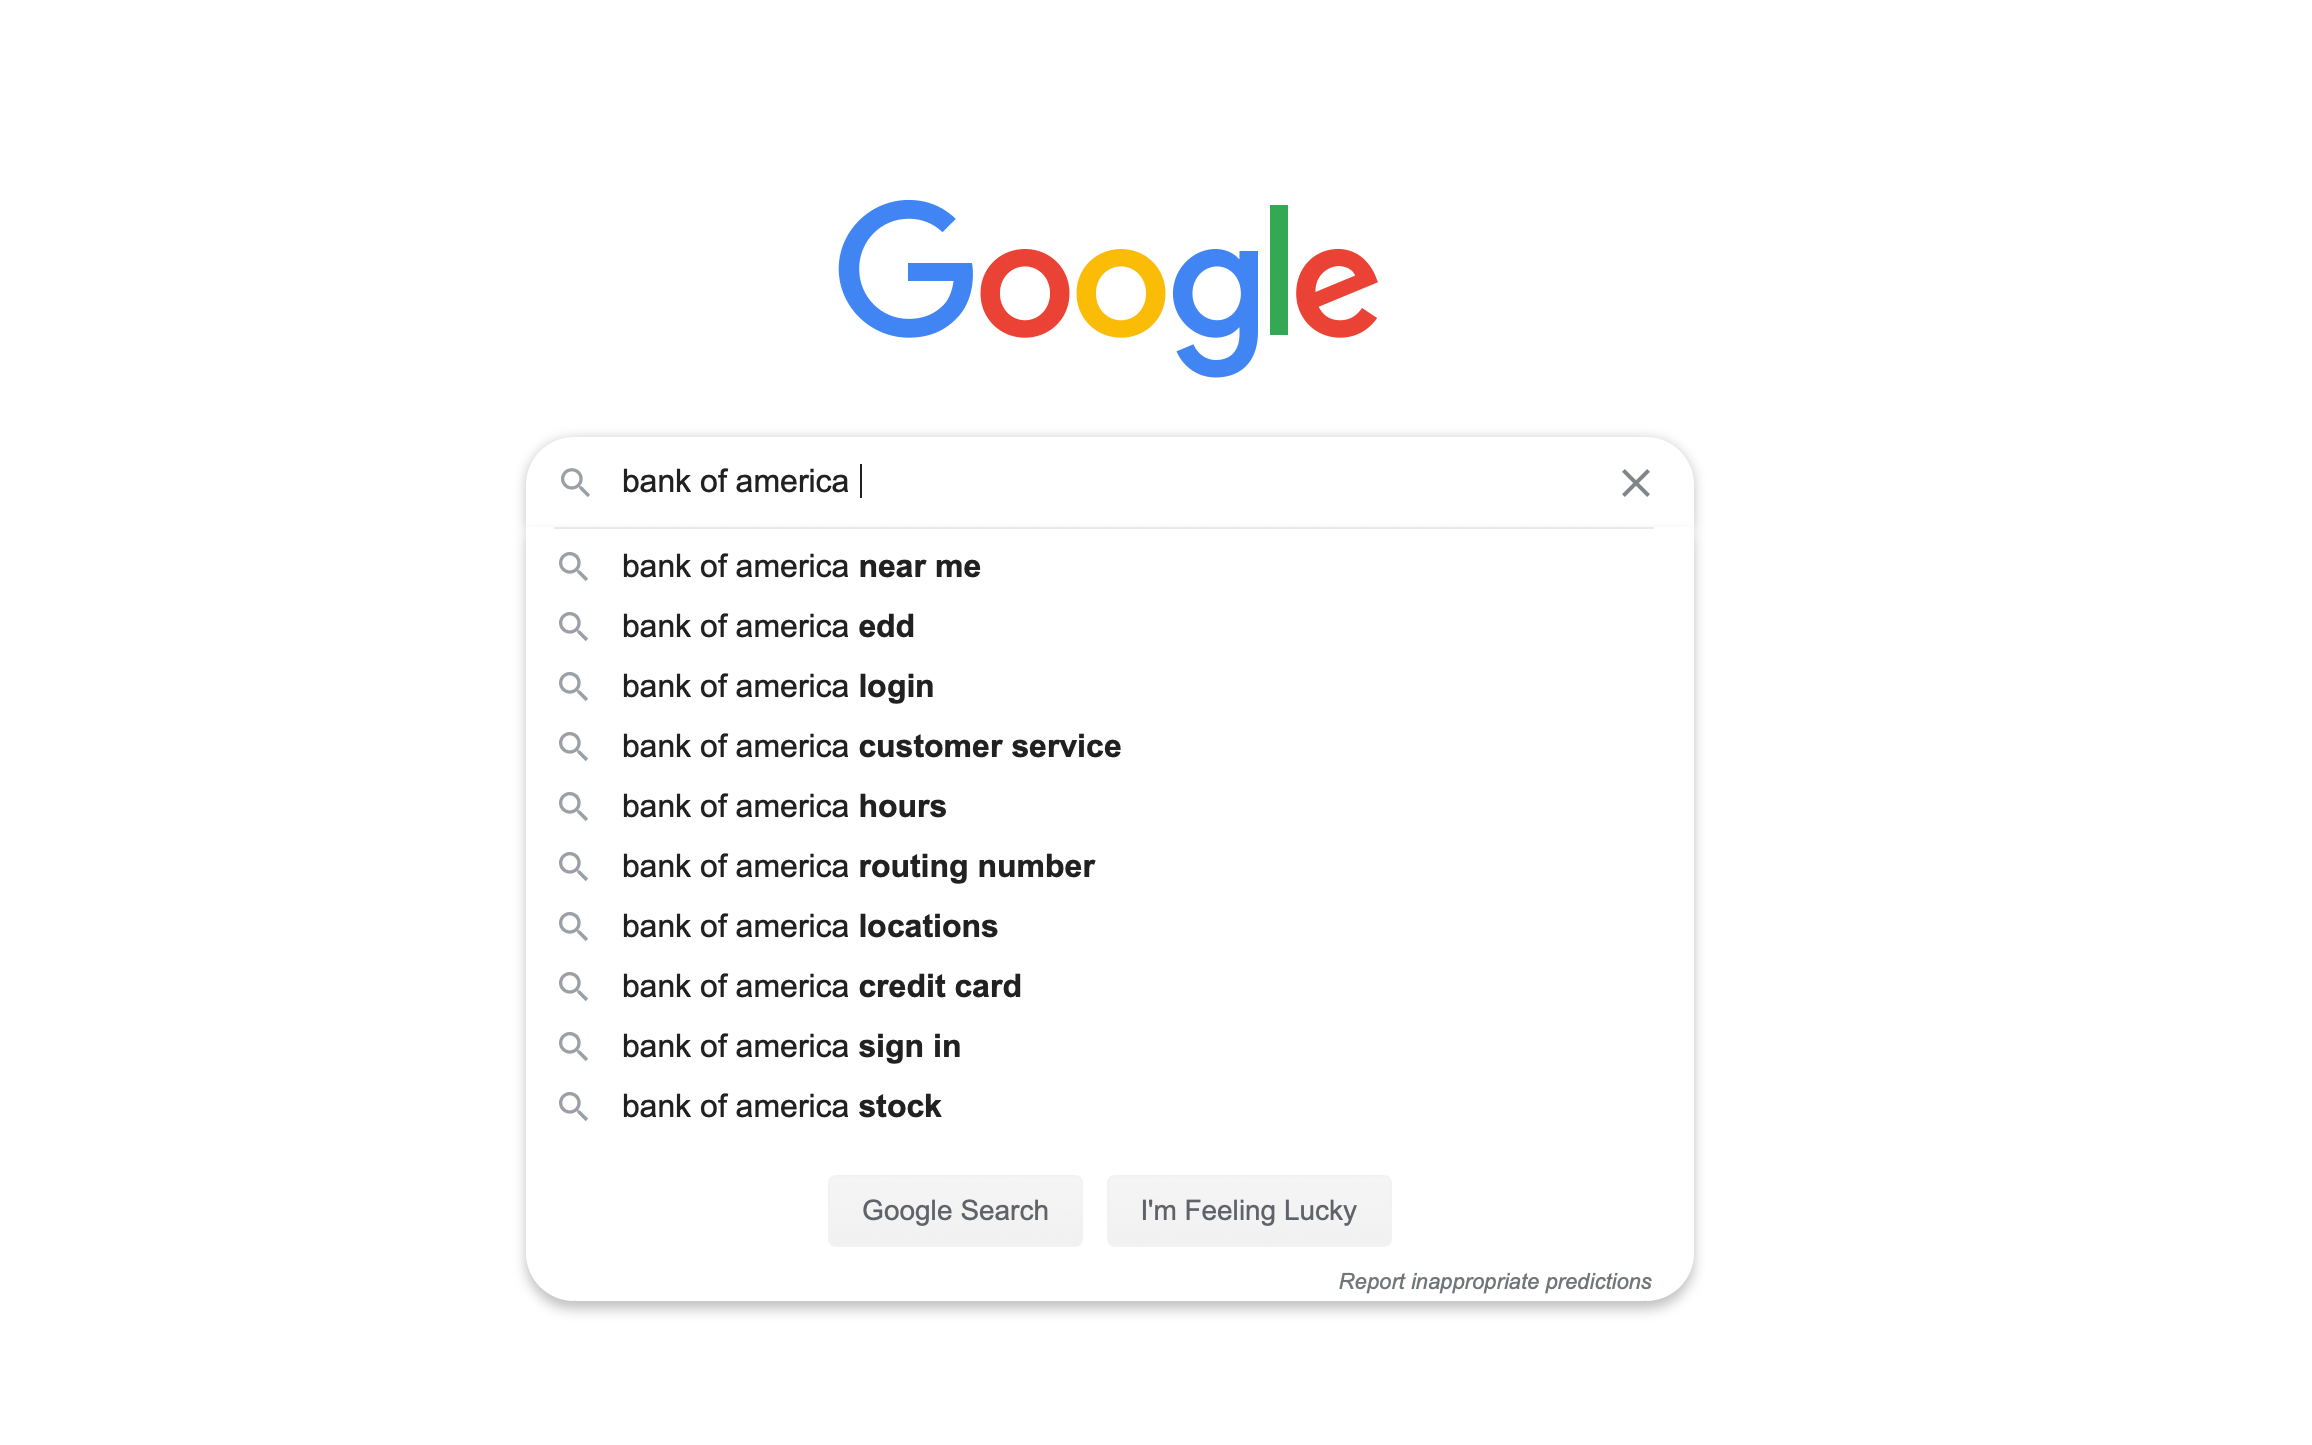 Google
bank of america
bank of america near me
bank of america edd
bank of america login
bank of america customer service
bank of america hours
bank of america routing number
bank of america locations
bank of america credit card
bank of america sign in
bank of america stock
Google Search I'm Feeling Lucky
Report inappropriate predictions